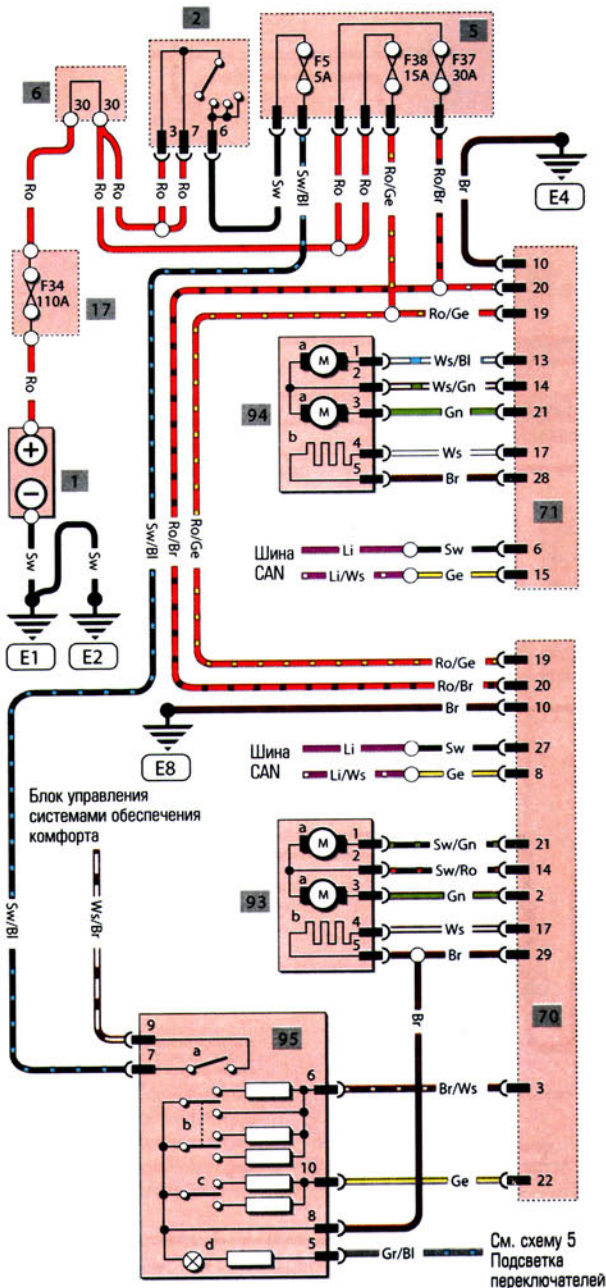 2
5
F5
5A
F38
15A
F37
30A
6
30
30
3
7
6
Ro
Ro
Ro
Ro
Ro
Sw
Sw/Bl
Ro
Ro
Ro/Ge
Ro/Br
Br
E4
F34
110A
17
Ro
1
Sw
Sw
E1
E2
10
20
Ro/Ge
19
94
a
M
1
Ws/Bl
13
2
Ws/Gn
14
a
M
3
Gn
21
b
4
Ws
17
5
Br
28
71
Sw/Bl
Ro/Br
Ro/Ge
Шина
CAN
Li
Sw
6
Li/Ws
Ge
15
Ro/Ge
19
Ro/Br
20
Br
10
E8
Шина
CAN
Li
Sw
27
Li/Ws
Ge
8
Блок управления
системами обеспечения
комфорта
93
a
M
1
Sw/Gn
21
2
Sw/Ro
14
a
M
3
Gn
2
b
4
Ws
17
5
Br
29
70
Sw/Bl
Ws/Br
Br
9
95
7
a
6
Br/Ws
3
b
10
c
Ge
22
8
d
5
Gr/Bl
См. схему 5
Подсветка
переключателей